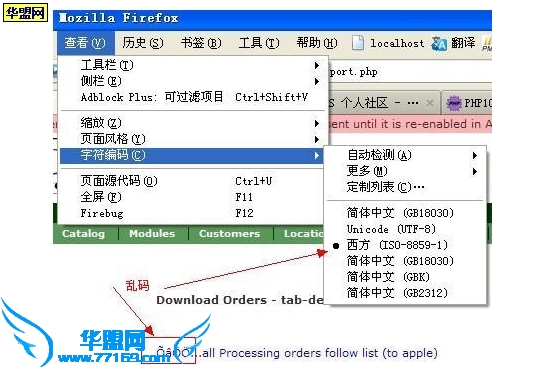 华盟网
Mozilla Firefox
查看(V) 历史(S) 书签(B) 工具(T) 帮助(H) localhost 翻译
工具栏(T)
port.php
侧栏(E)
Adblock Plus: 可过滤项目 Ctrl+Shift+V
S 个人社区 - ... × PHP10
缩放(Z)
ent until it is re-enabled in A
页面风格(Y)
字符编码(C)
自动检测(A)
更多(M)
定制列表(C)…
页面源代码(O) Ctrl+U
全屏(F) F11
Firebug F12
简体中文 (GB18030)
Unicode (UTF-8)
西方 (ISO-8859-1)
简体中文 (GB18030)
简体中文 (GBK)
简体中文 (GB2312)
Catalog Modules Customers Locatio
乱码
Download Orders - tab-de
...all Processing orders follow list (to apple)
华盟网
www.77169.com